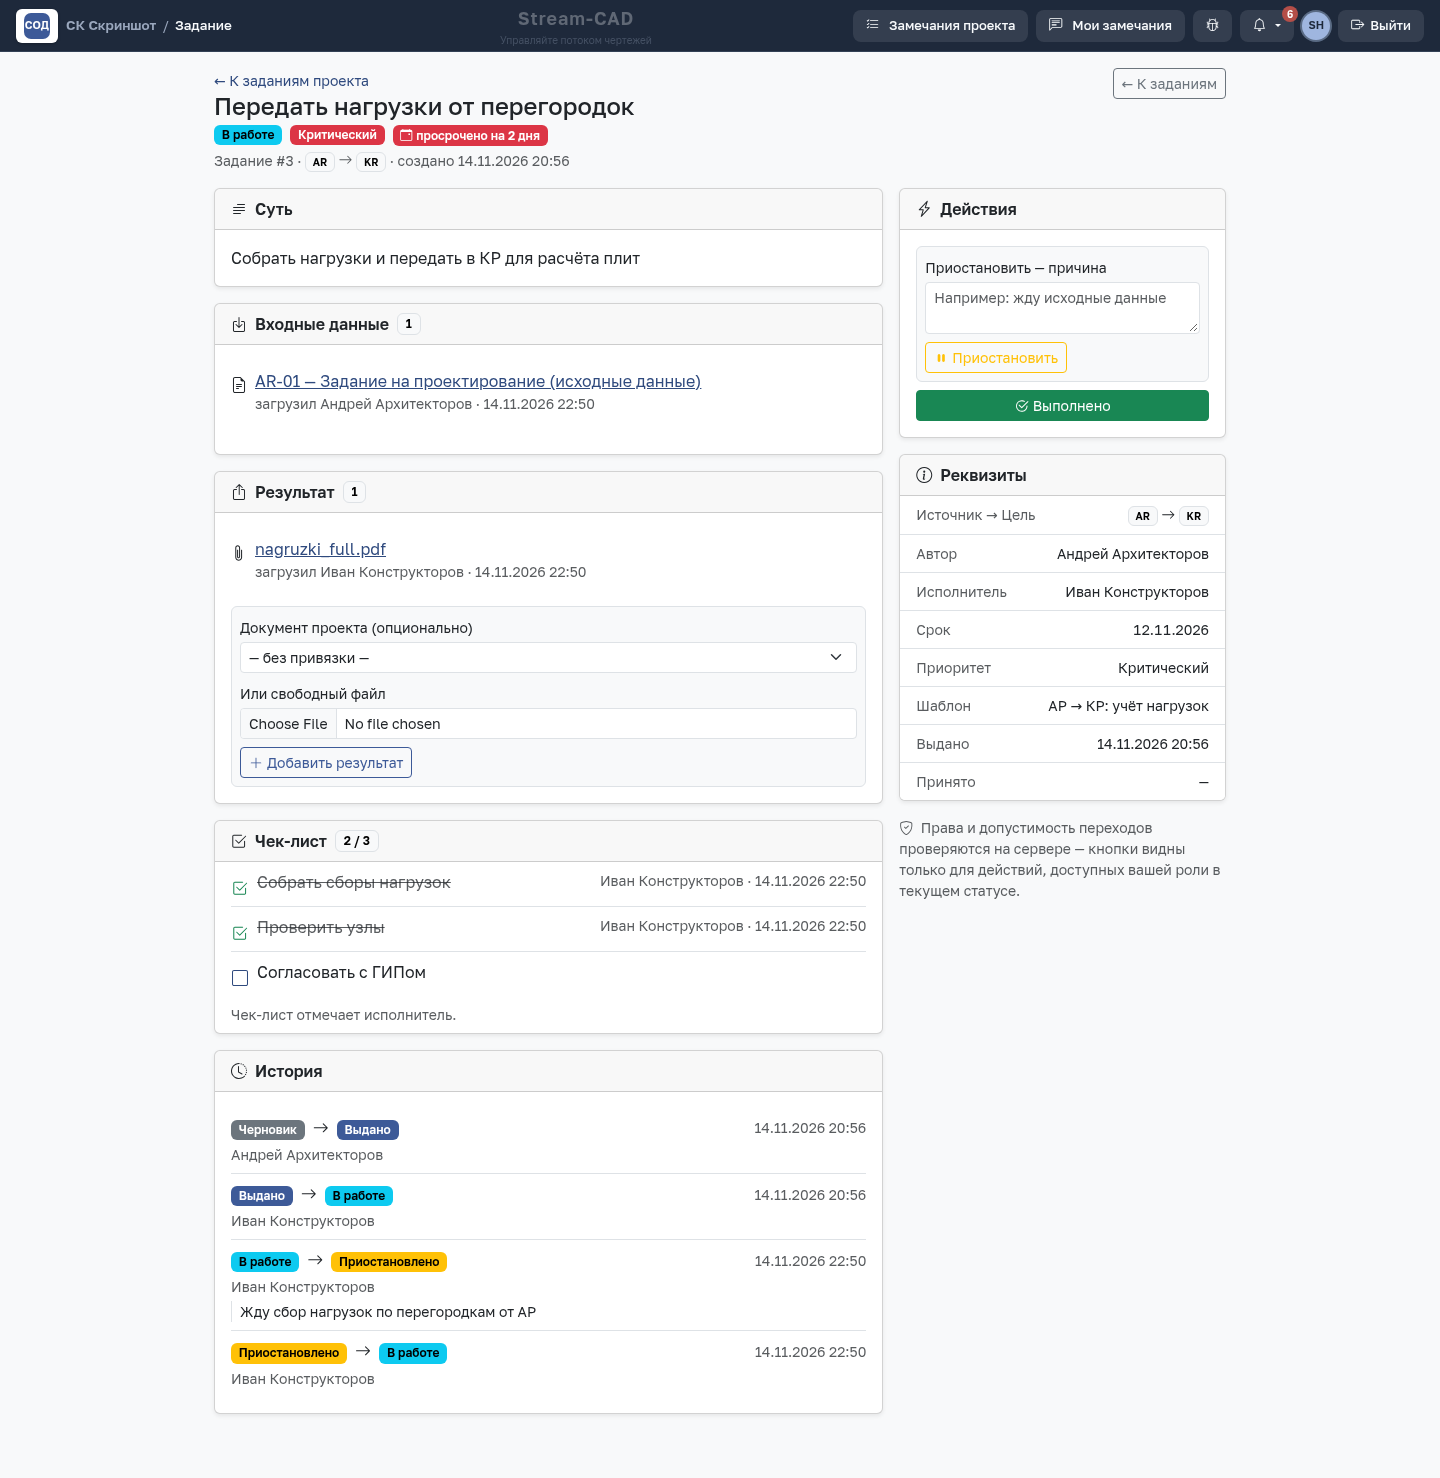 СОД СК Скриншот / Задание
Stream-CAD
Управляйте потоком чертежей
Замечания проекта
Мои замечания
6
SH
Выйти
← К заданиям проекта
← К заданиям
Передать нагрузки от перегородок
В работе Критический просрочено на 2 дня
Задание #3 · AR → KR · создано 14.11.2026 20:56
Суть
Собрать нагрузки и передать в КР для расчёта плит
Входные данные 1
AR-01 — Задание на проектирование (исходные данные)
загрузил Андрей Архитекторов · 14.11.2026 22:50
Результат 1
nagruzki_full.pdf
загрузил Иван Конструкторов · 14.11.2026 22:50
Документ проекта (опционально)
— без привязки —
Или свободный файл
Choose File No file chosen
+ Добавить результат
Чек-лист 2 / 3
Собрать сборы нагрузок Иван Конструкторов · 14.11.2026 22:50
Проверить узлы Иван Конструкторов · 14.11.2026 22:50
Согласовать с ГИПом
Чек-лист отмечает исполнитель.
История
Черновик → Выдано 14.11.2026 20:56
Андрей Архитекторов
Выдано → В работе 14.11.2026 20:56
Иван Конструкторов
В работе → Приостановлено 14.11.2026 22:50
Иван Конструкторов
Жду сбор нагрузок по перегородкам от АР
Приостановлено → В работе 14.11.2026 22:50
Иван Конструкторов
Действия
Приостановить — причина
Например: жду исходные данные
Приостановить
Выполнено
Реквизиты
Источник → Цель AR → KR
Автор Андрей Архитекторов
Исполнитель Иван Конструкторов
Срок 12.11.2026
Приоритет Критический
Шаблон АР → КР: учёт нагрузок
Выдано 14.11.2026 20:56
Принято —
Права и допустимость переходов
проверяются на сервере — кнопки видны
только для действий, доступных вашей роли в
текущем статусе.